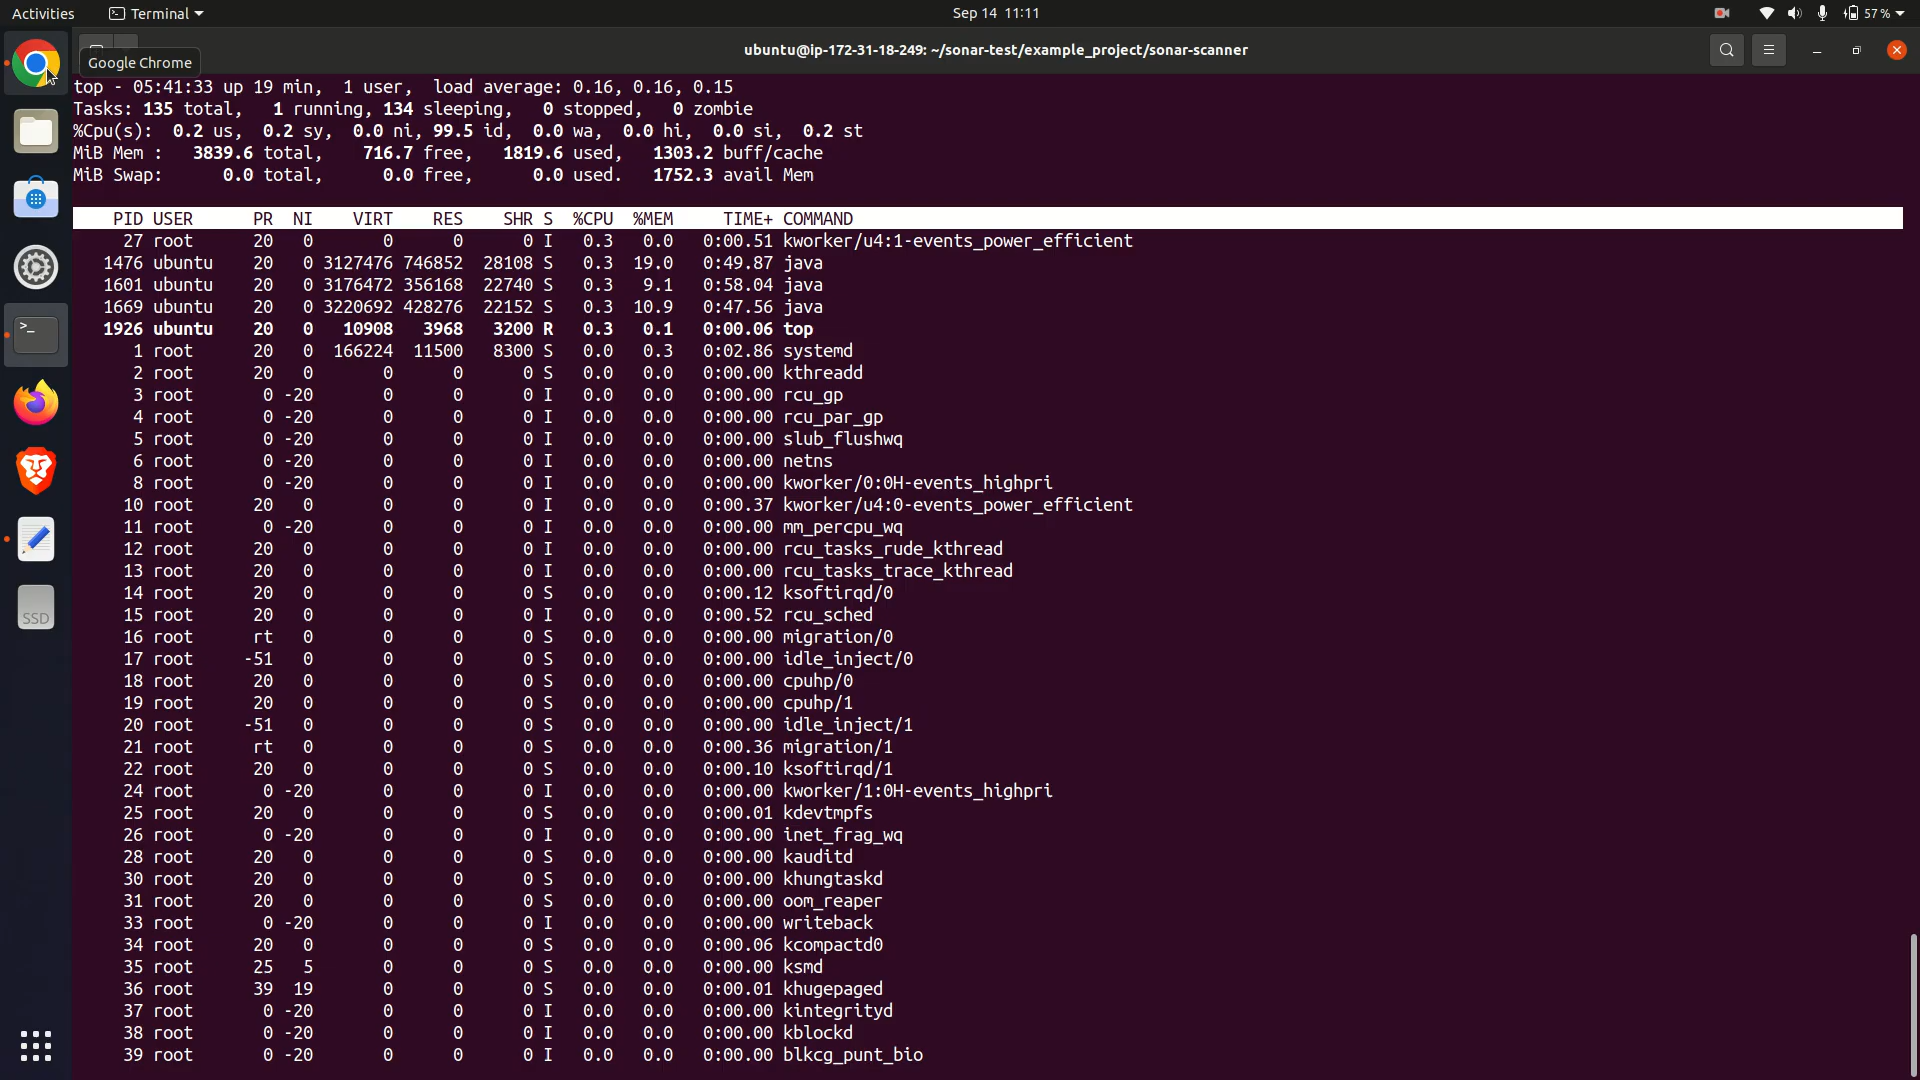 Activities Terminal Sep 14 11:11 57 %
Google Chrome ubuntu@ip-172-31-18-249: ~/sonar-test/example_project/sonar-scanner
top - 05:41:33 up 19 min,  1 user,  load average: 0.16, 0.16, 0.15
Tasks: 135 total,   1 running, 134 sleeping,   0 stopped,   0 zombie
%Cpu(s):  0.2 us,  0.2 sy,  0.0 ni, 99.5 id,  0.0 wa,  0.0 hi,  0.0 si,  0.2 st
MiB Mem :   3839.6 total,    716.7 free,   1819.6 used,   1303.2 buff/cache
MiB Swap:      0.0 total,      0.0 free,      0.0 used.   1752.3 avail Mem
PID USER PR NI VIRT RES SHR S %CPU %MEM TIME+ COMMAND
27 root 20 0 0 0 0 I 0.3 0.0 0:00.51 kworker/u4:1-events_power_efficient
1476 ubuntu 20 0 3127476 746852 28108 S 0.3 19.0 0:49.87 java
1601 ubuntu 20 0 3176472 356168 22740 S 0.3 9.1 0:58.04 java
1669 ubuntu 20 0 3220692 428276 22152 S 0.3 10.9 0:47.56 java
1926 ubuntu 20 0 10908 3968 3200 R 0.3 0.1 0:00.06 top
1 root 20 0 166224 11500 8300 S 0.0 0.3 0:02.86 systemd
2 root 20 0 0 0 0 S 0.0 0.0 0:00.00 kthreadd
3 root 0 -20 0 0 0 I 0.0 0.0 0:00.00 rcu_gp
4 root 0 -20 0 0 0 I 0.0 0.0 0:00.00 rcu_par_gp
5 root 0 -20 0 0 0 I 0.0 0.0 0:00.00 slub_flushwq
6 root 0 -20 0 0 0 I 0.0 0.0 0:00.00 netns
8 root 0 -20 0 0 0 I 0.0 0.0 0:00.00 kworker/0:0H-events_highpri
10 root 20 0 0 0 0 I 0.0 0.0 0:00.37 kworker/u4:0-events_power_efficient
11 root 0 -20 0 0 0 I 0.0 0.0 0:00.00 mm_percpu_wq
12 root 20 0 0 0 0 I 0.0 0.0 0:00.00 rcu_tasks_rude_kthread
13 root 20 0 0 0 0 I 0.0 0.0 0:00.00 rcu_tasks_trace_kthread
14 root 20 0 0 0 0 S 0.0 0.0 0:00.12 ksoftirqd/0
15 root 20 0 0 0 0 I 0.0 0.0 0:00.52 rcu_sched
16 root rt 0 0 0 0 S 0.0 0.0 0:00.00 migration/0
17 root -51 0 0 0 0 S 0.0 0.0 0:00.00 idle_inject/0
18 root 20 0 0 0 0 S 0.0 0.0 0:00.00 cpuhp/0
19 root 20 0 0 0 0 S 0.0 0.0 0:00.00 cpuhp/1
20 root -51 0 0 0 0 S 0.0 0.0 0:00.00 idle_inject/1
21 root rt 0 0 0 0 S 0.0 0.0 0:00.36 migration/1
22 root 20 0 0 0 0 S 0.0 0.0 0:00.10 ksoftirqd/1
24 root 0 -20 0 0 0 I 0.0 0.0 0:00.00 kworker/1:0H-events_highpri
25 root 20 0 0 0 0 S 0.0 0.0 0:00.01 kdevtmpfs
26 root 0 -20 0 0 0 I 0.0 0.0 0:00.00 inet_frag_wq
28 root 20 0 0 0 0 S 0.0 0.0 0:00.00 kauditd
30 root 20 0 0 0 0 S 0.0 0.0 0:00.00 khungtaskd
31 root 20 0 0 0 0 S 0.0 0.0 0:00.00 oom_reaper
33 root 0 -20 0 0 0 I 0.0 0.0 0:00.00 writeback
34 root 20 0 0 0 0 S 0.0 0.0 0:00.06 kcompactd0
35 root 25 5 0 0 0 S 0.0 0.0 0:00.00 ksmd
36 root 39 19 0 0 0 S 0.0 0.0 0:00.01 khugepaged
37 root 0 -20 0 0 0 I 0.0 0.0 0:00.00 kintegrityd
38 root 0 -20 0 0 0 I 0.0 0.0 0:00.00 kblockd
39 root 0 -20 0 0 0 I 0.0 0.0 0:00.00 blkcg_punt_bio
SSD